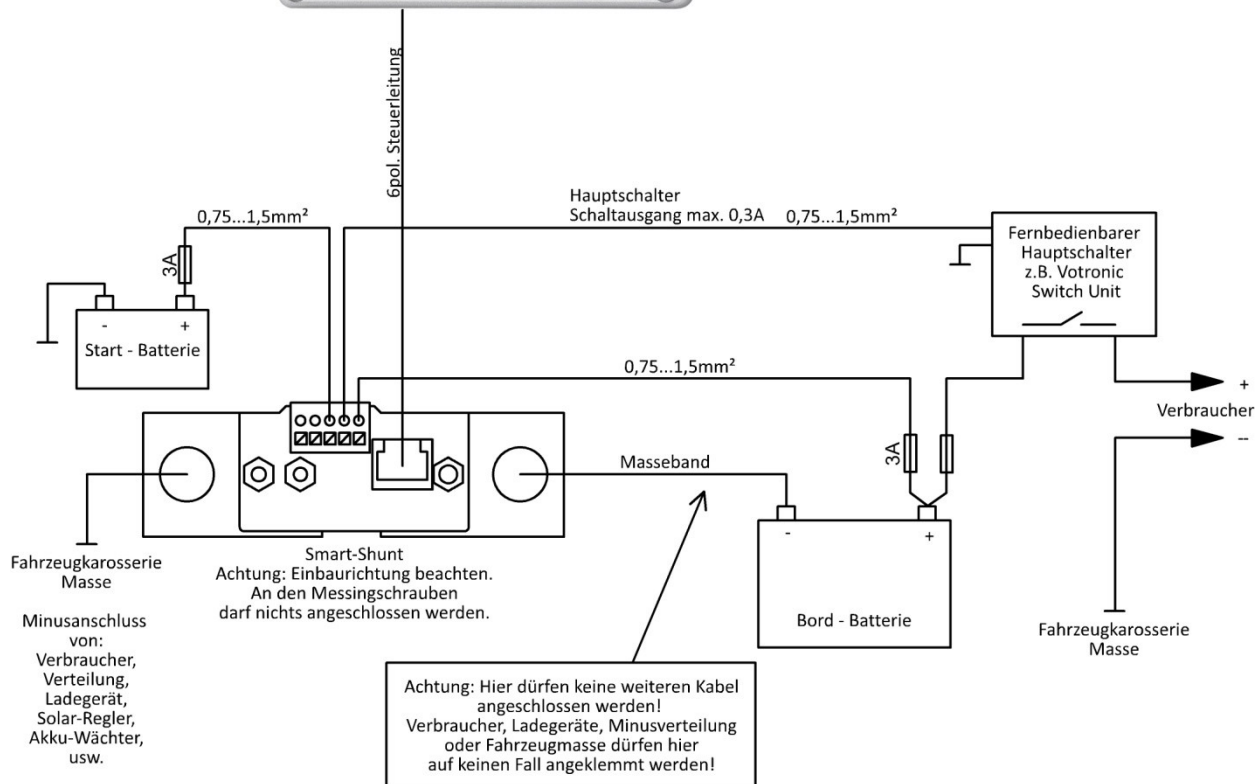 6pol. Steuerleitung
Hauptschalter
Schaltausgang max. 0,3A
0,75...1,5mm²
0,75...1,5mm²
3A
- +
Start - Batterie
Fernbedienbarer
Hauptschalter
z.B. Votronic
Switch Unit
0,75...1,5mm²
+
Verbraucher
--
3A
Masseband
- +
Bord - Batterie
Fahrzeugkarosserie
Masse
Smart-Shunt
Achtung: Einbaurichtung beachten.
An den Messingschrauben
darf nichts angeschlossen werden.
Fahrzeugkarosserie
Masse
Minusanschluss
von:
Verbraucher,
Verteilung,
Ladegerät,
Solar-Regler,
Akku-Wächter,
usw.
Achtung: Hier dürfen keine weiteren Kabel
angeschlossen werden!
Verbraucher, Ladegeräte, Minusverteilung
oder Fahrzeugmasse dürfen hier
auf keinen Fall angeklemmt werden!